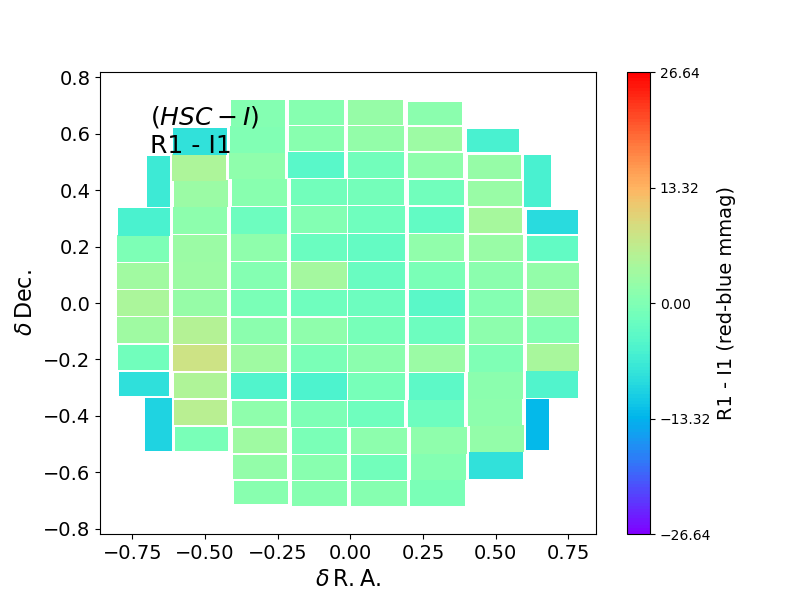 (HSC − I)
R1 - I1
0.8
0.6
0.4
0.2
0.0
−0.2
−0.4
−0.6
−0.8
δ Dec.
−0.75 −0.50 −0.25 0.00 0.25 0.50 0.75
δ R. A.
26.64
13.32
0.00
−13.32
−26.64
R1 - I1 (red-blue mmag)